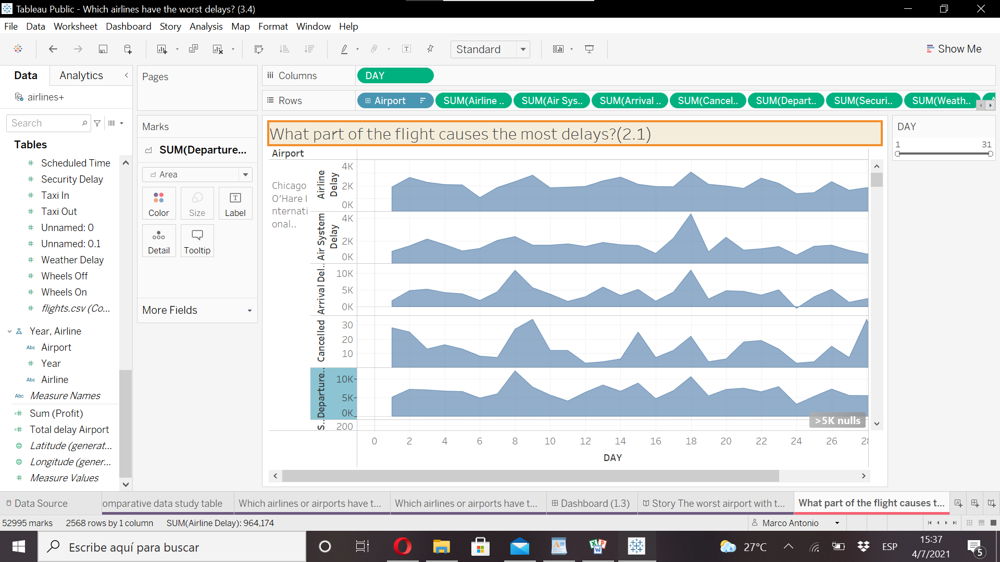 Tableau Public - Which airlines have the worst delays? (3.4)
File Data Worksheet Dashboard Story Analysis Map Format Window Help
Standard
Show Me
Data Analytics
airlines+
Search
Tables
# Scheduled Time
# Security Delay
# Taxi In
# Taxi Out
# Unnamed: 0
# Unnamed: 0.1
# Weather Delay
# Wheels Off
# Wheels On
# flights.csv (Co...
Year, Airline
Abc Airport
# Year
Abc Airline
Abc Measure Names
=# Sum (Profit)
=# Total delay Airport
Latitude (generat...
Longitude (gener...
# Measure Values
Pages
Marks
SUM(Departure...
Area
Color Size Label
Detail Tooltip
More Fields
Columns DAY
Rows Airport SUM(Airline .. SUM(Air Sys.. SUM(Arrival .. SUM(Cancel.. SUM(Depart.. SUM(Securi.. SUM(Weath..
What part of the flight causes the most delays?(2.1)
Airport
Chicago
O'Hare I
nternati
onal..
Airline
Delay
4K
2K
0K
Air System
Delay
4K
2K
0K
Arrival Del..
10K
5K
0K
Cancelled
30
20
10
Departure..
10K
5K
0K
S..
200
>5K nulls
0 2 4 6 8 10 12 14 16 18 20 22 24 26 28
DAY
DAY
1 31
Data Source
omparative data study table
Which airlines or airports have t...
Which airlines or airports have t...
Dashboard (1.3)
Story The worst airport with t...
What part of the flight causes t...
52995 marks 2568 rows by 1 column SUM(Airline Delay): 964,174
Marco Antonio
Escribe aquí para buscar
27°C
ESP
15:37
4/7/2021
5